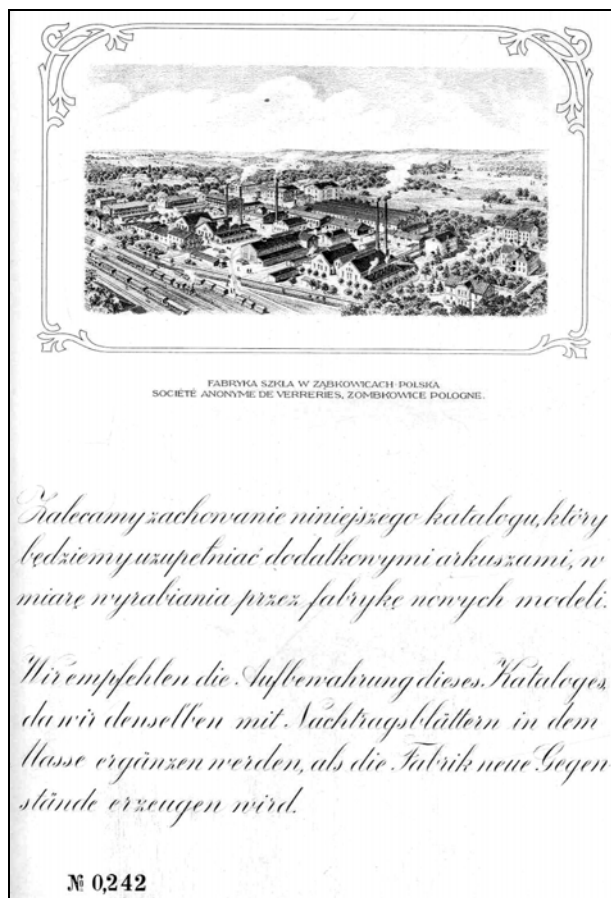 FABRYKA SZKŁA W ZĄBKOWICACH-POLSKA
SOCIÉTÉ ANONYME DE VERRERIES, ZOMBKOWICE POLOGNE.
Zalecamy zachowanie niniejszego katalogu, który
będziemy uzupełniać dodatkowymi arkuszami, w
miarę wyrabiania przez fabrykę nowych modeli.
Wir empfehlen die Aufbewahrung dieses Kataloges,
da wir denselben mit Nachtragsblättern in dem
Masse ergänzen werden, als die Fabrik neue Gegen-
stände erzeugen wird.
№ 0,242